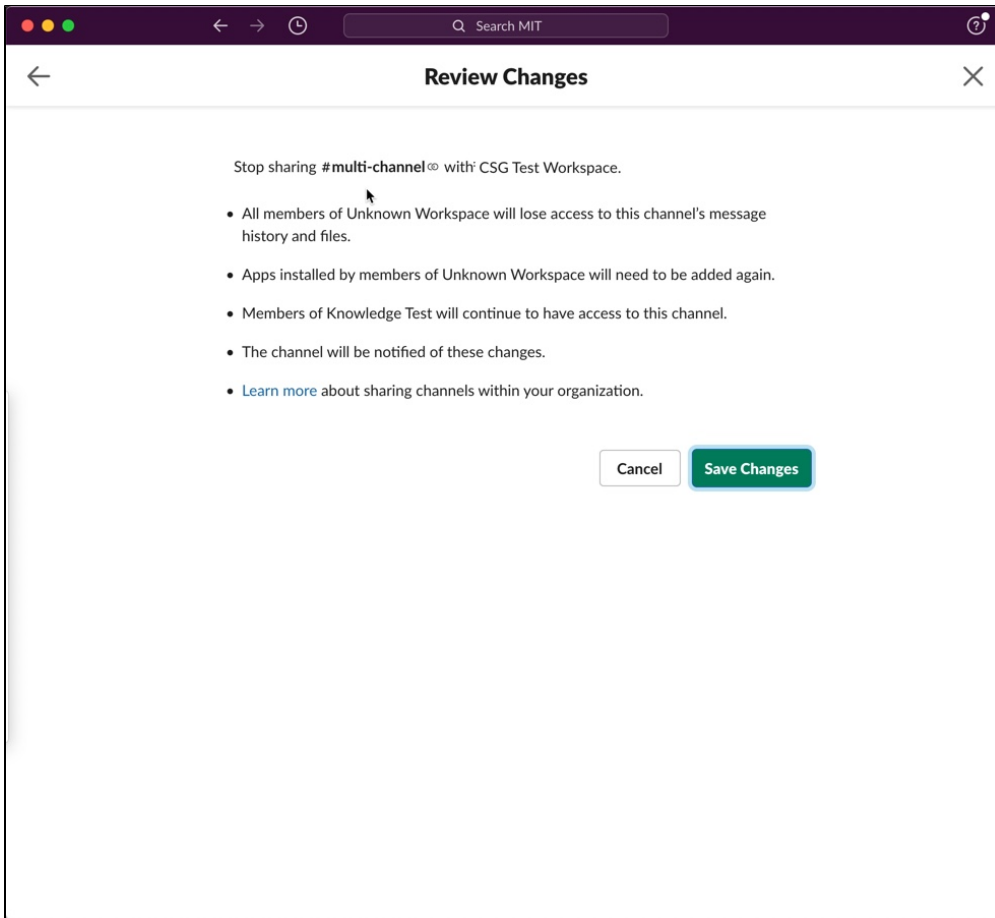 Search MIT
Review Changes
Stop sharing #multi-channel with CSG Test Workspace.
• All members of Unknown Workspace will lose access to this channel's message
history and files.
• Apps installed by members of Unknown Workspace will need to be added again.
• Members of Knowledge Test will continue to have access to this channel.
• The channel will be notified of these changes.
• Learn more about sharing channels within your organization.
Cancel Save Changes